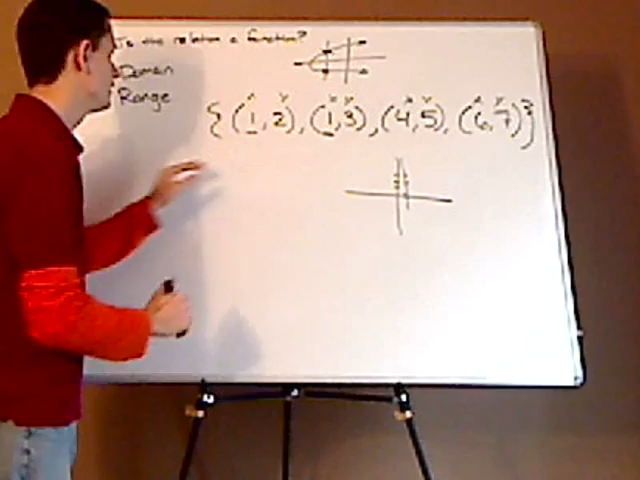 Is the relation a function?
Domain
Range
x y x y x y x y
{(1,2),(1,3),(4,5),(6,7)}